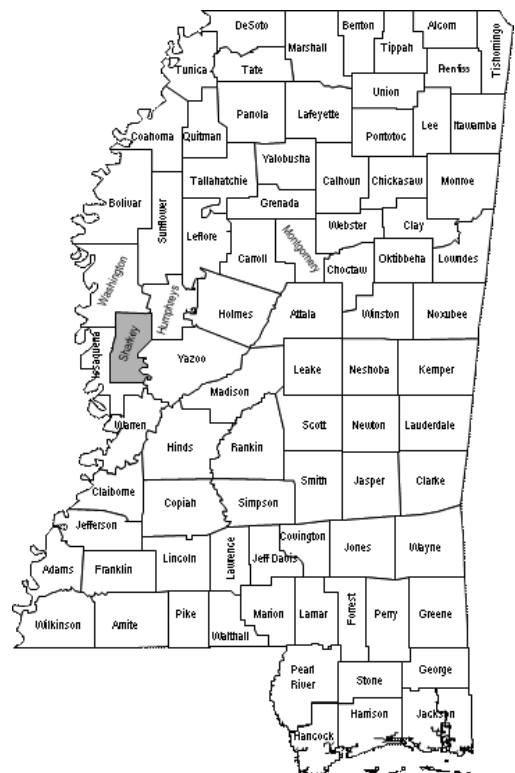 DeSoto
Benton
Alcorn
Tippah
Marshall
Tishomingo
Tunica
Tate
Renfiss
Union
Panola
Lafeyette
Lee
Itawamba
Coahoma
Quitman
Pontotoc
Yalobusha
Tallahatchie
Calhoun
Chickasaw
Monroe
Bolivar
Sunflower
Grenada
Leflore
Webster
Clay
Montgomery
Carroll
Oktibbeha
Lowndes
Choctaw
Washington
Humphreys
Holmes
Attala
Winston
Noxubee
Sharkey
Issaquena
Yazoo
Leake
Neshoba
Kemper
Madison
Warren
Scott
Newton
Lauderdale
Hinds
Rankin
Claiborne
Smith
Jasper
Clarke
Copiah
Simpson
Jefferson
Covington
Lincoln
Lawrence
Jeff Davis
Jones
Wayne
Adams
Franklin
Wilkinson
Amite
Pike
Walthall
Marion
Lamar
Forrest
Perry
Greene
Pearl
River
Stone
George
Hancock
Harrison
Jackson